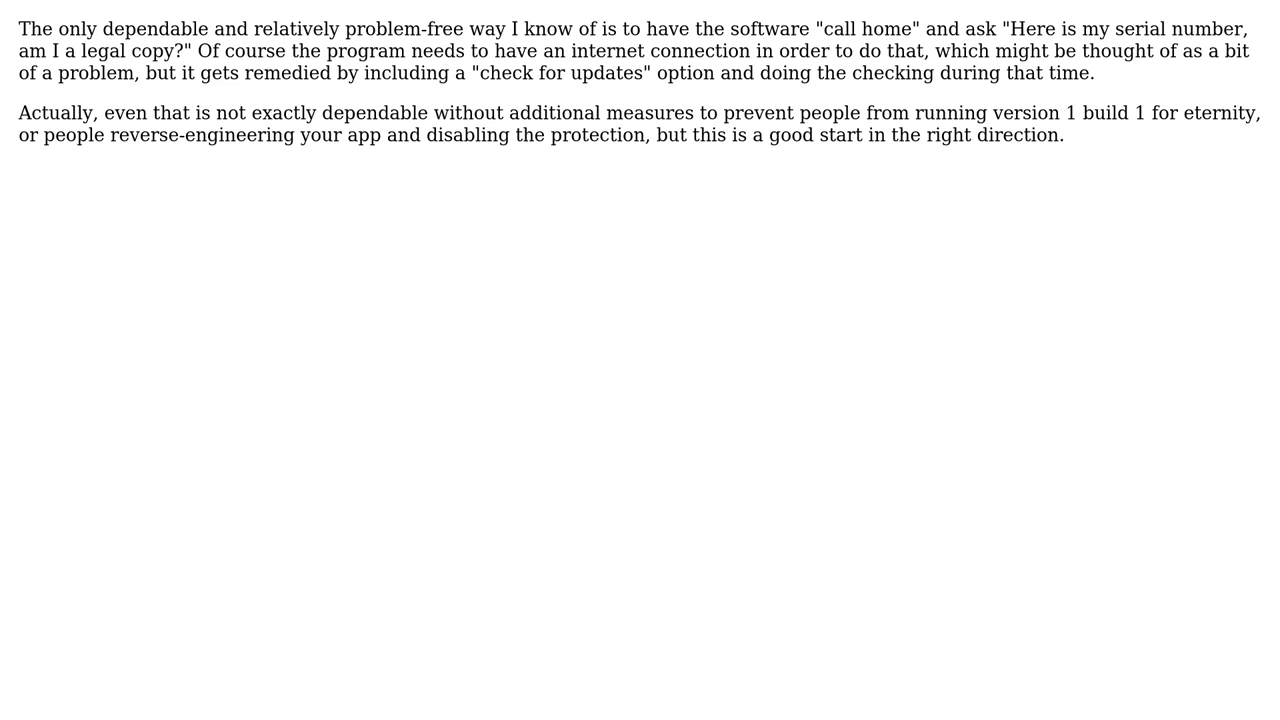 The only dependable and relatively problem-free way I know of is to have the software "call home" and ask "Here is my serial number,
am I a legal copy?" Of course the program needs to have an internet connection in order to do that, which might be thought of as a bit
of a problem, but it gets remedied by including a "check for updates" option and doing the checking during that time.
Actually, even that is not exactly dependable without additional measures to prevent people from running version 1 build 1 for eternity,
or people reverse-engineering your app and disabling the protection, but this is a good start in the right direction.